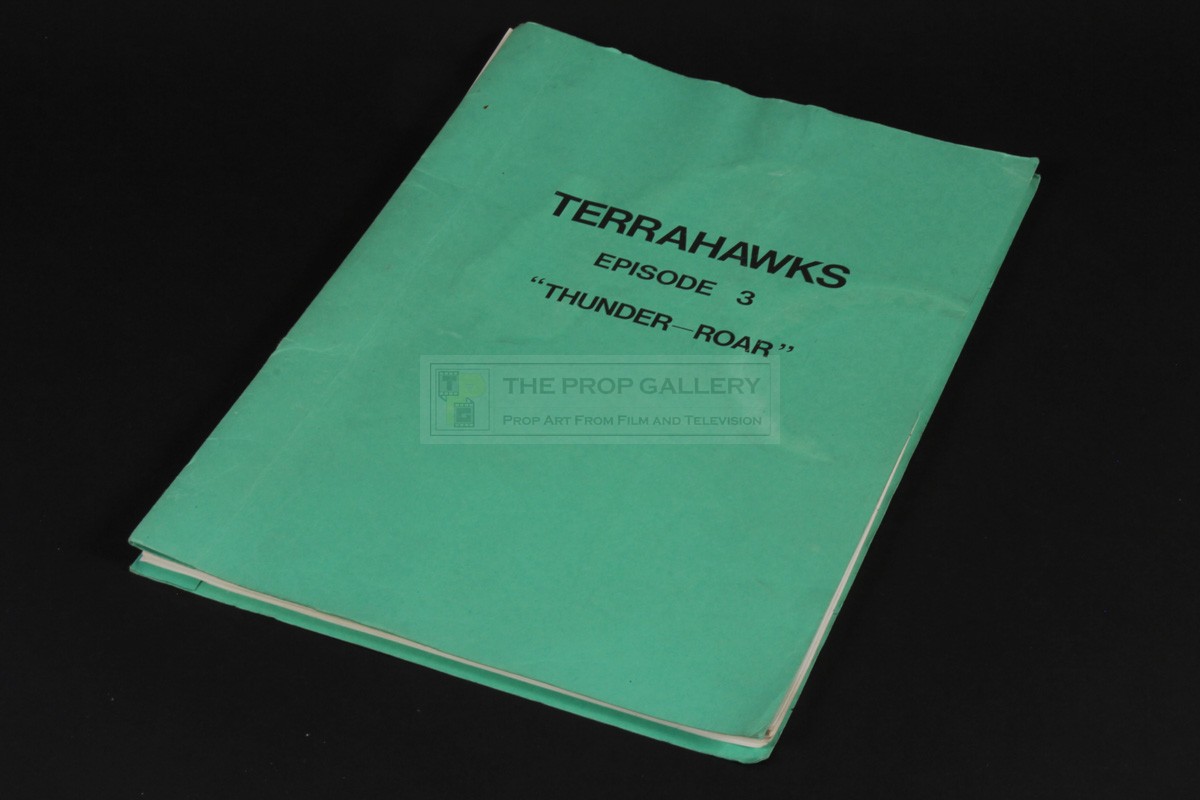 TERRAHAWKS
EPISODE 3
“THUNDER—ROAR”
THE PROP GALLERY
PROP ART FROM FILM AND TELEVISION